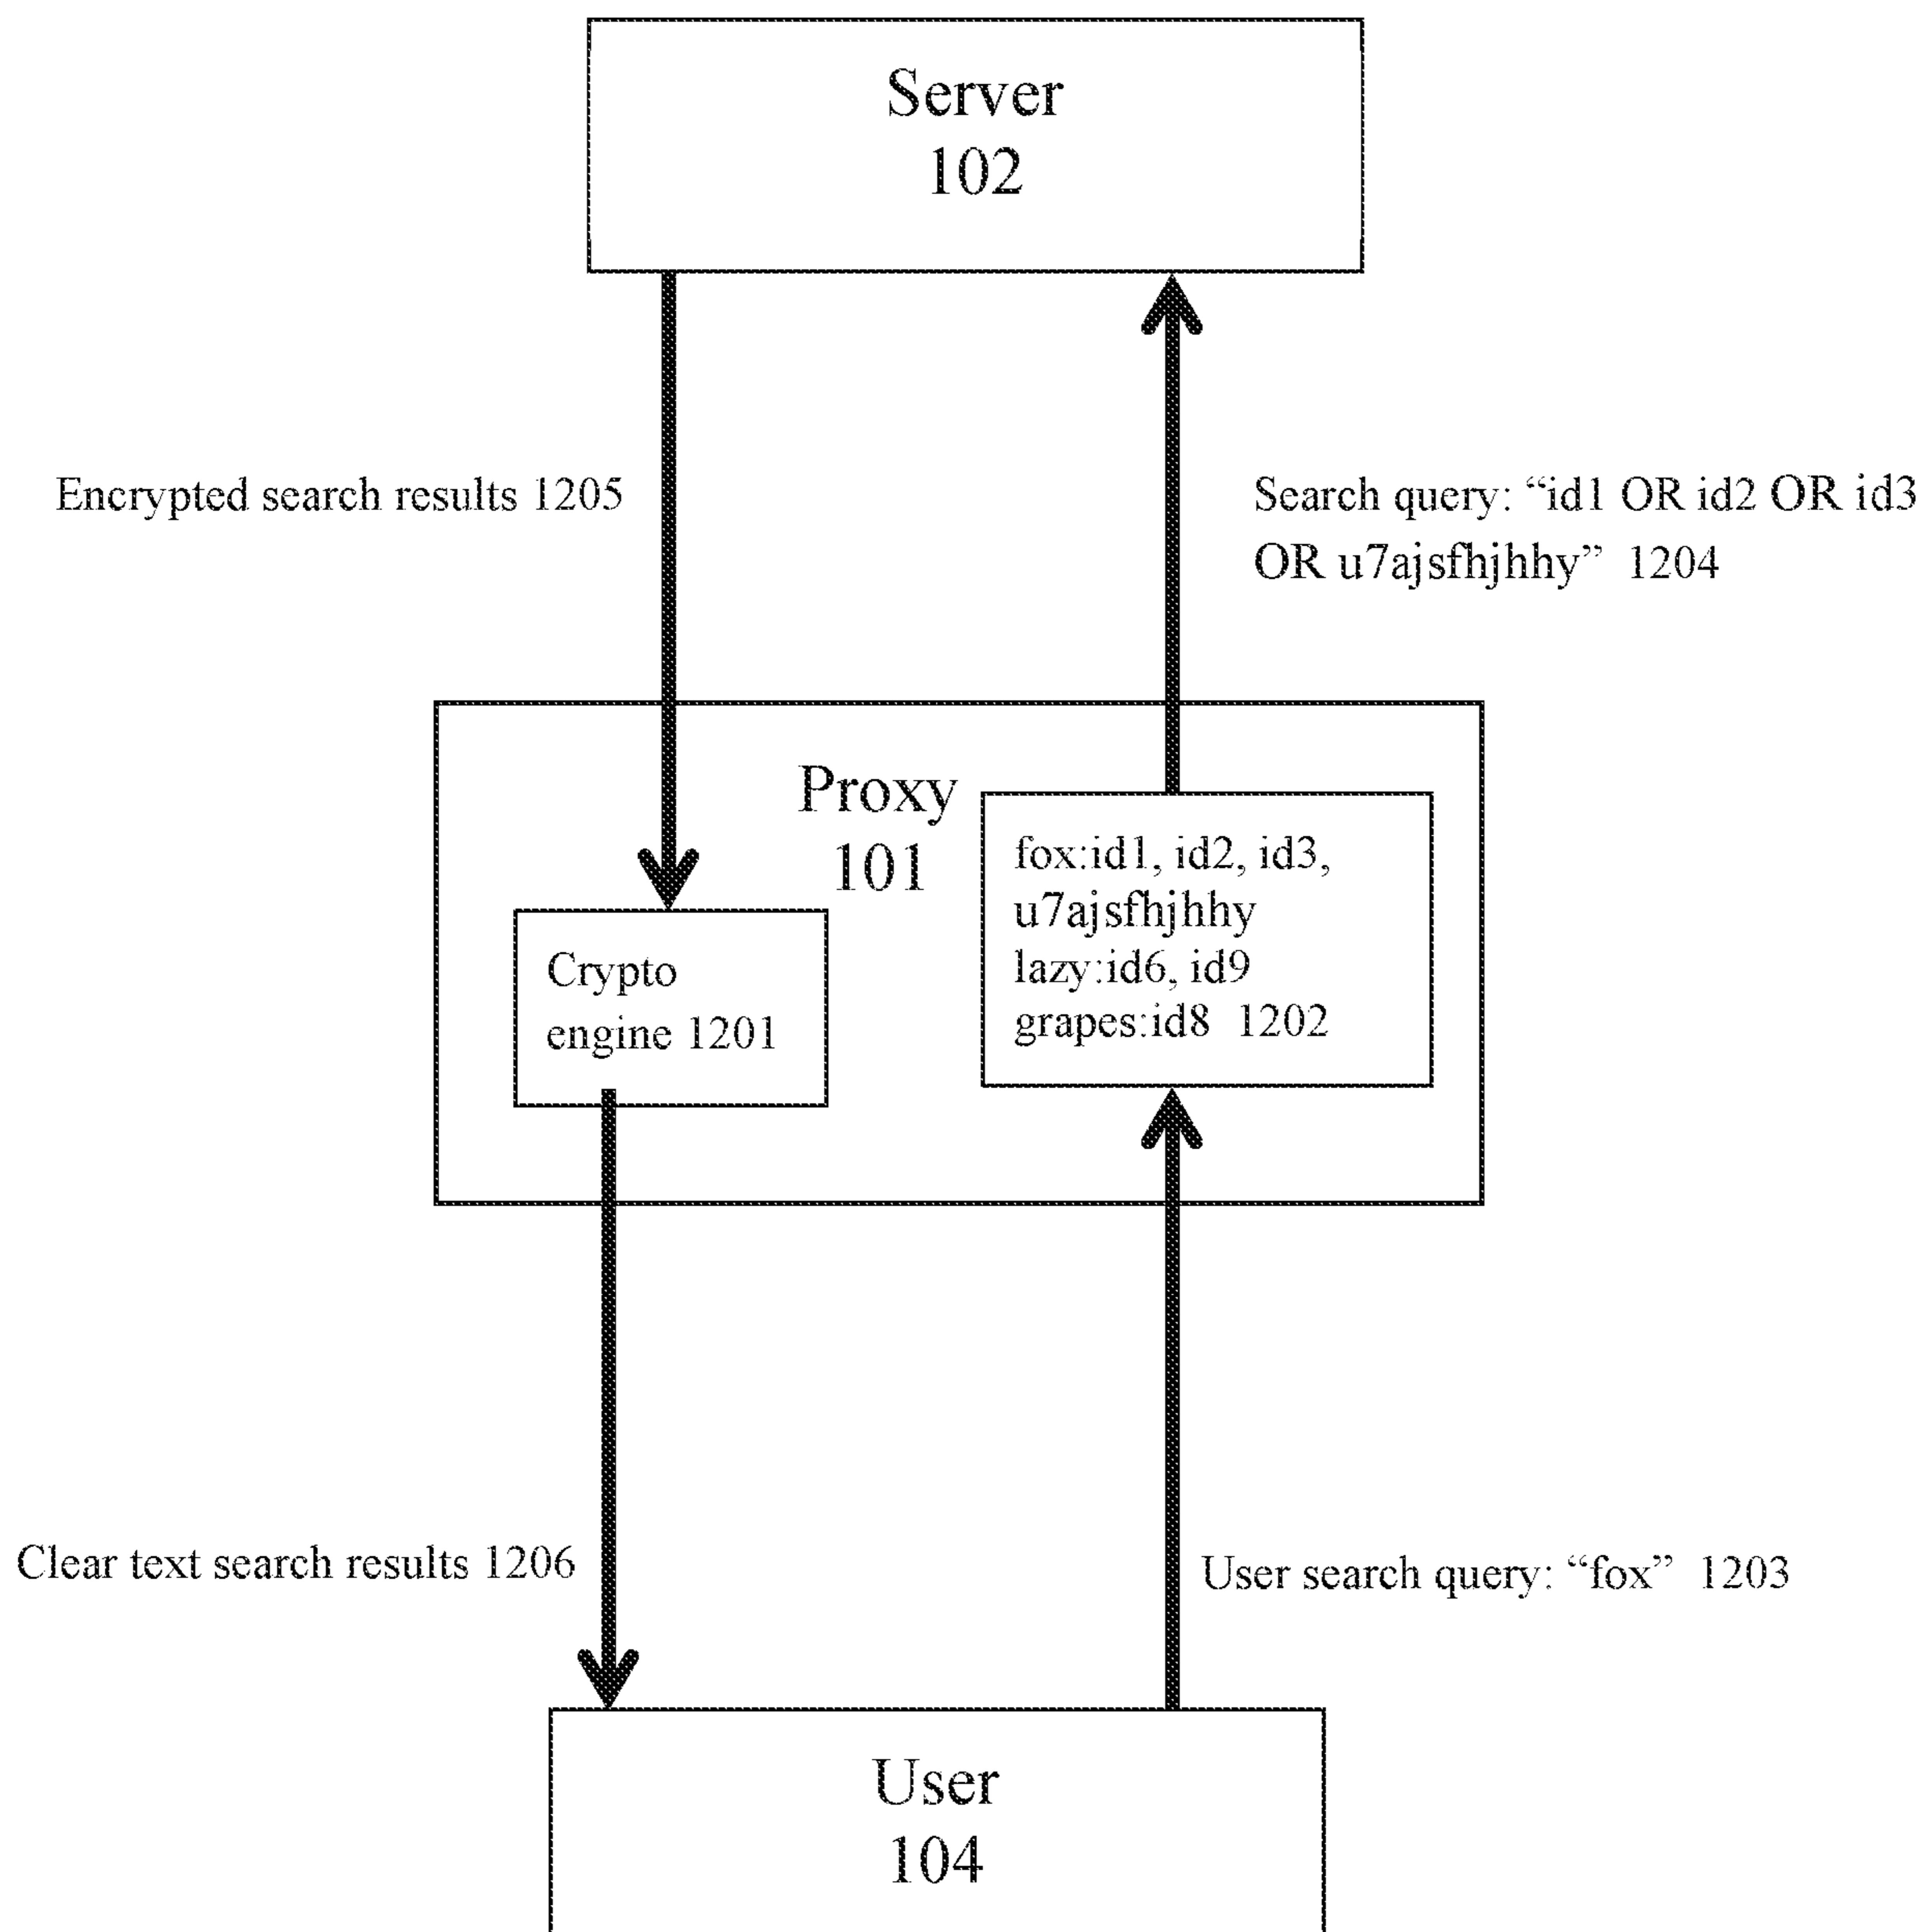 Server
102
Encrypted search results 1205
Search query: “id1 OR id2 OR id3
OR u7ajsfhjhhy” 1204
Proxy
101
fox:id1, id2, id3,
u7ajsfhjhhy
lazy:id6, id9
grapes:id8 1202
Crypto
engine 1201
Clear text search results 1206
User search query: “fox” 1203
User
104